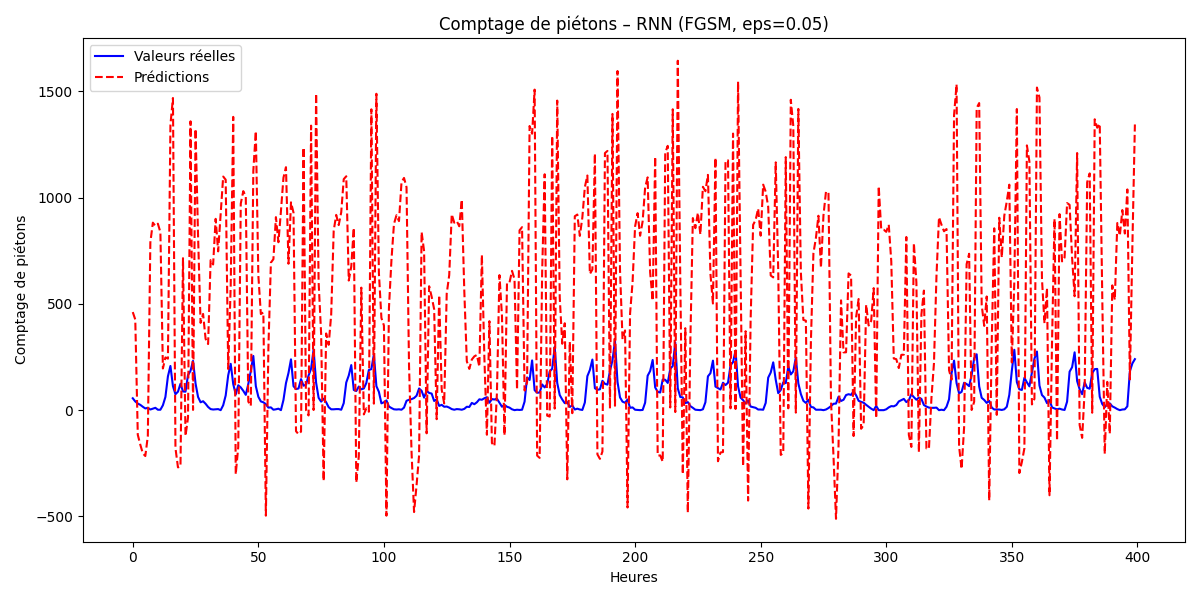 Comptage de piétons – RNN (FGSM, eps=0.05)
Valeurs réelles
Prédictions
Comptage de piétons
1500
1000
500
0
−500
0 50 100 150 200 250 300 350 400
Heures